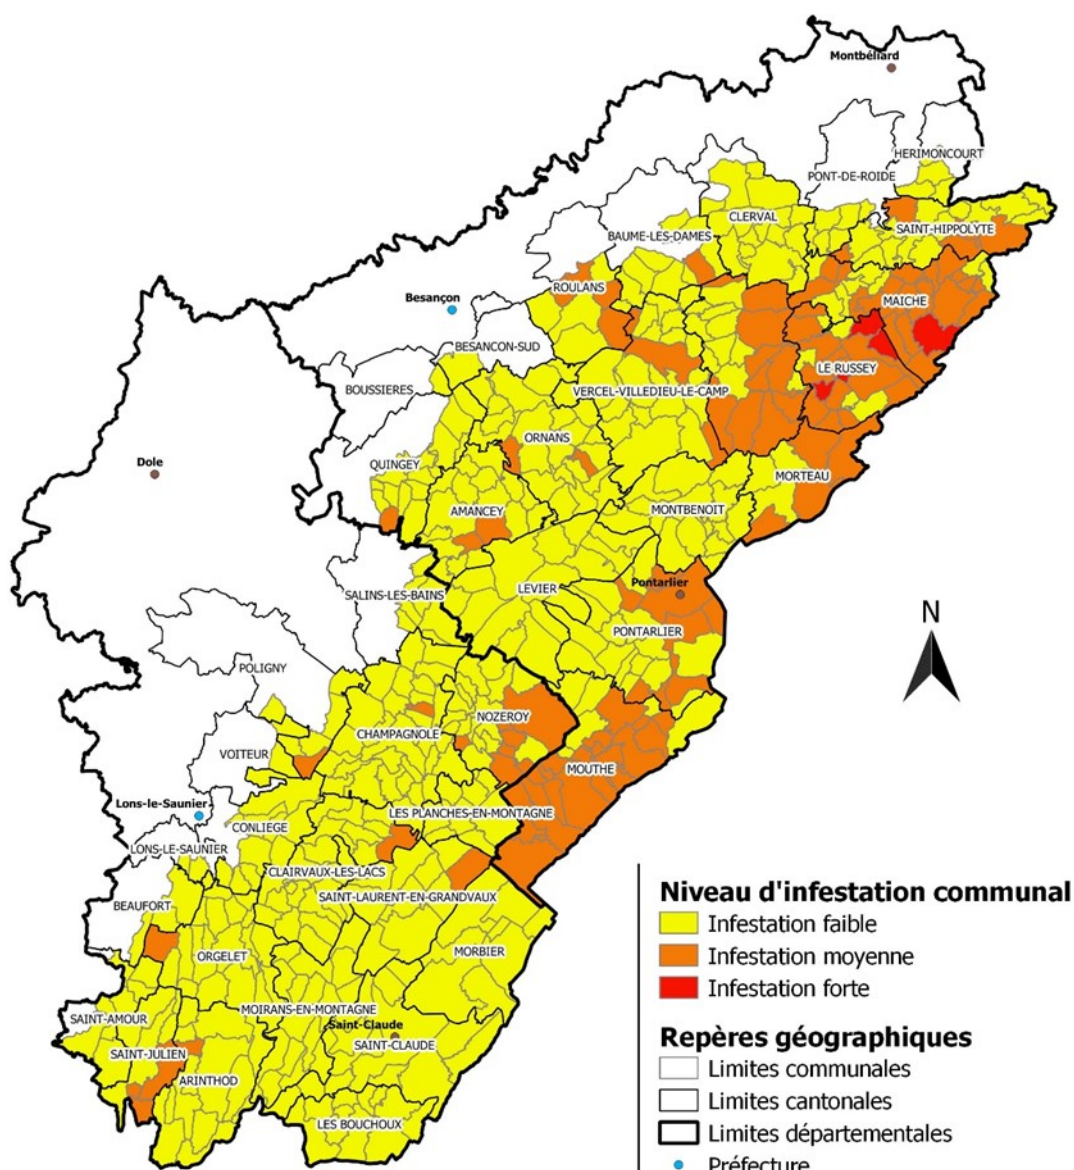 Montbéliard
HERIMONCOURT
PONT-DE-ROIDE
CLERVAL
SAINT-HIPPOLYTE
BAUME-LES-DAMES
ROULANS
Besançon
MAICHE
BESANCON-SUD
LE RUSSEY
BOUSSIERES
VERCEL-VILLEDIEU-LE-CAMP
ORNANS
Dole
QUINGEY
MORTEAU
AMANCEY
MONTBENOIT
Pontarlier
LEVIER
SALINS-LES-BAINS
N
PONTARLIER
POLIGNY
NOZEROY
CHAMPAGNOLE
VOITEUR
MOUTHE
Lons-le-Saunier
LES PLANCHES-EN-MONTAGNE
CONLIEGE
LONS-LE-SAUNIER
CLAIRVAUX-LES-LACS
SAINT-LAURENT-EN-GRANDVAUX
BEAUFORT
MORBIER
ORGELET
MOIRANS-EN-MONTAGNE
SAINT-AMOUR
Saint-Claude
SAINT-CLAUDE
SAINT-JULIEN
ARINTHOD
LES BOUCHOUX
Niveau d'infestation communal
Infestation faible
Infestation moyenne
Infestation forte
Repères géographiques
Limites communales
Limites cantonales
Limites départementales
Préfecture